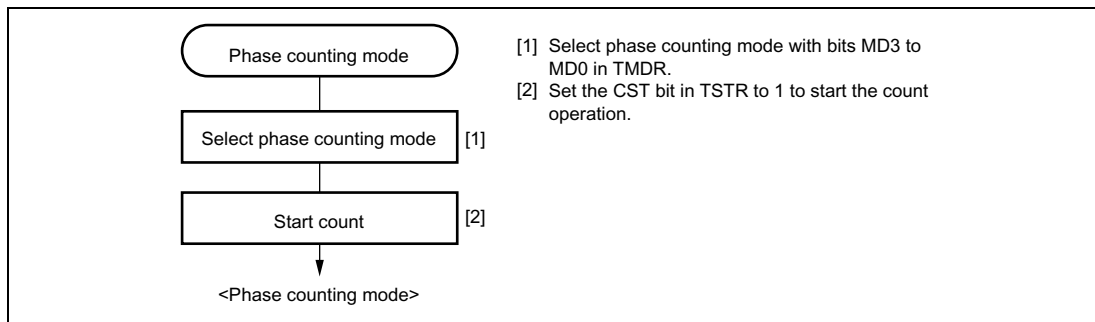 Phase counting mode
Select phase counting mode [1]
Start count [2]
<Phase counting mode>
[1] Select phase counting mode with bits MD3 to
MD0 in TMDR.
[2] Set the CST bit in TSTR to 1 to start the count
operation.